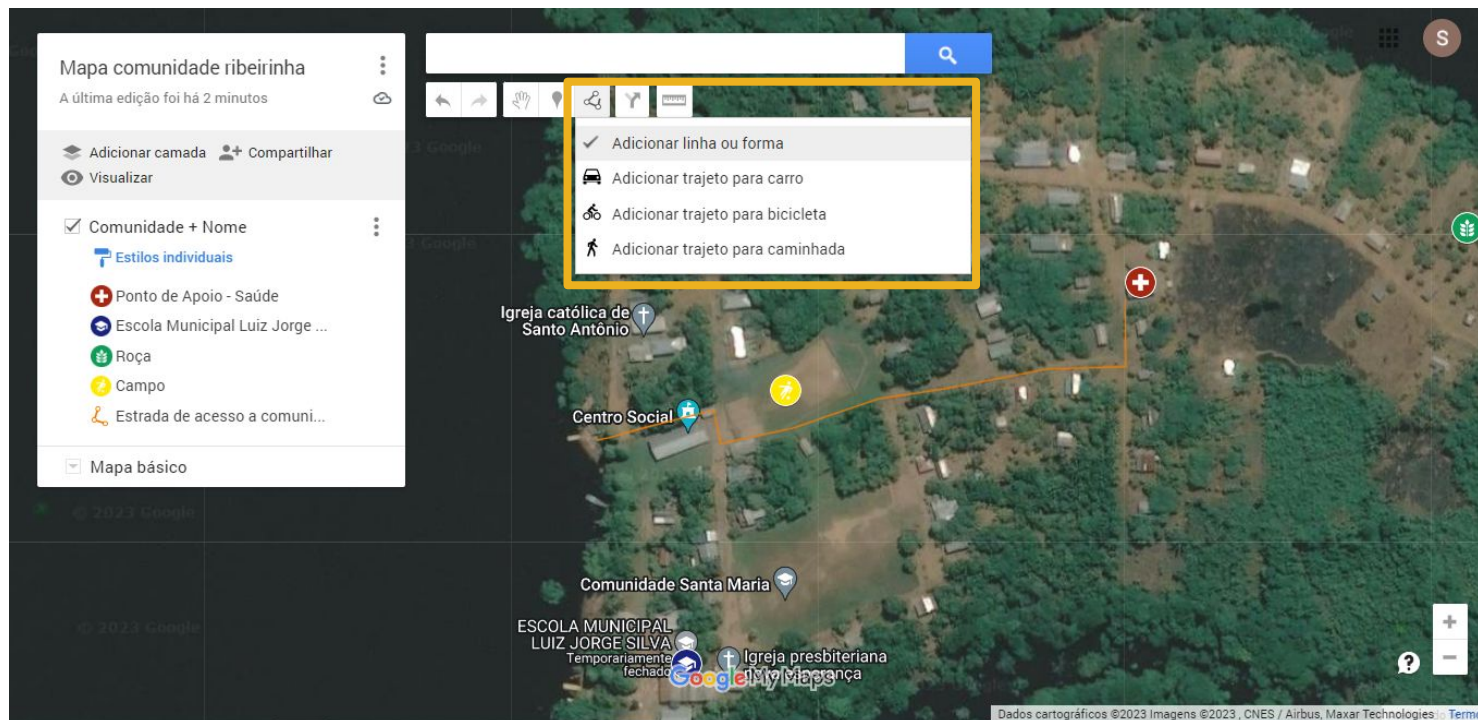 Mapa comunidade ribeirinha
A última edição foi há 2 minutos
Adicionar camada Compartilhar
Visualizar
Comunidade + Nome
Estilos individuais
Ponto de Apoio - Saúde
Escola Municipal Luiz Jorge ...
Roça
Campo
Estrada de acesso a comuni...
Mapa básico
S
Adicionar linha ou forma
Adicionar trajeto para carro
Adicionar trajeto para bicicleta
Adicionar trajeto para caminhada
Igreja católica de
Santo Antônio
Centro Social
Comunidade Santa Maria
ESCOLA MUNICIPAL
LUIZ JORGE SILVA
Temporariamente
fechado
Igreja presbiteriana
Google My Maps
© 2023 Google
© 2023 Google
Dados cartográficos ©2023 Imagens ©2023 , CNES / Airbus, Maxar Technologies